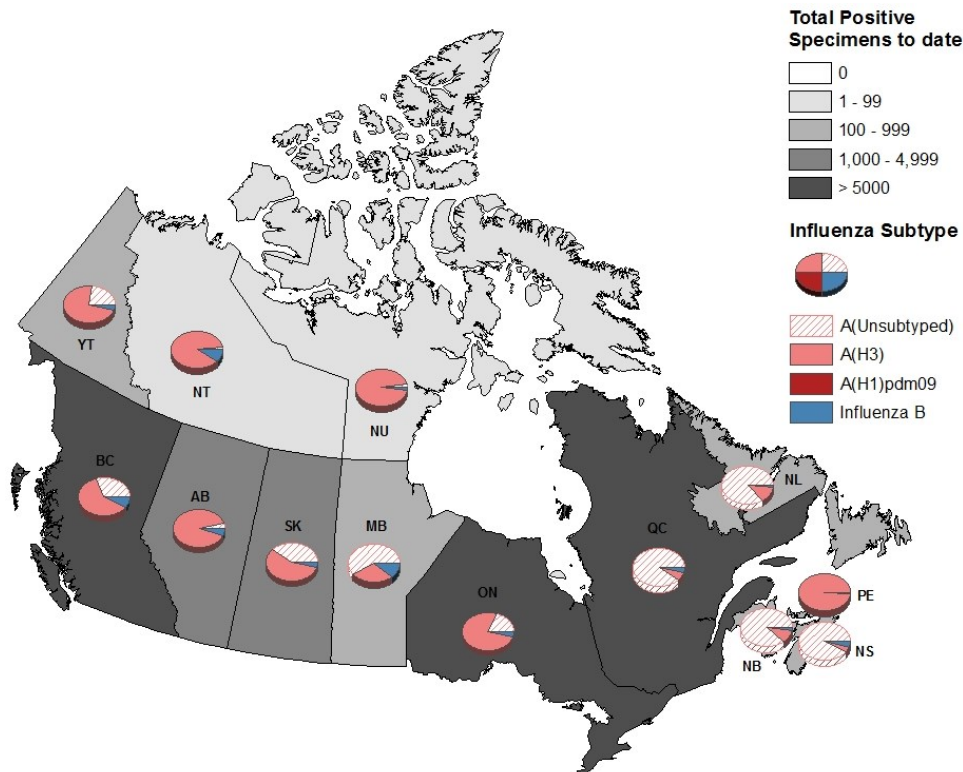 Total Positive
Specimens to date
0
1 - 99
100 - 999
1,000 - 4,999
> 5000
Influenza Subtype
A(Unsubtyped)
A(H3)
A(H1)pdm09
Influenza B
YT
NT
NU
BC
AB
SK
MB
ON
QC
NL
PE
NB
NS